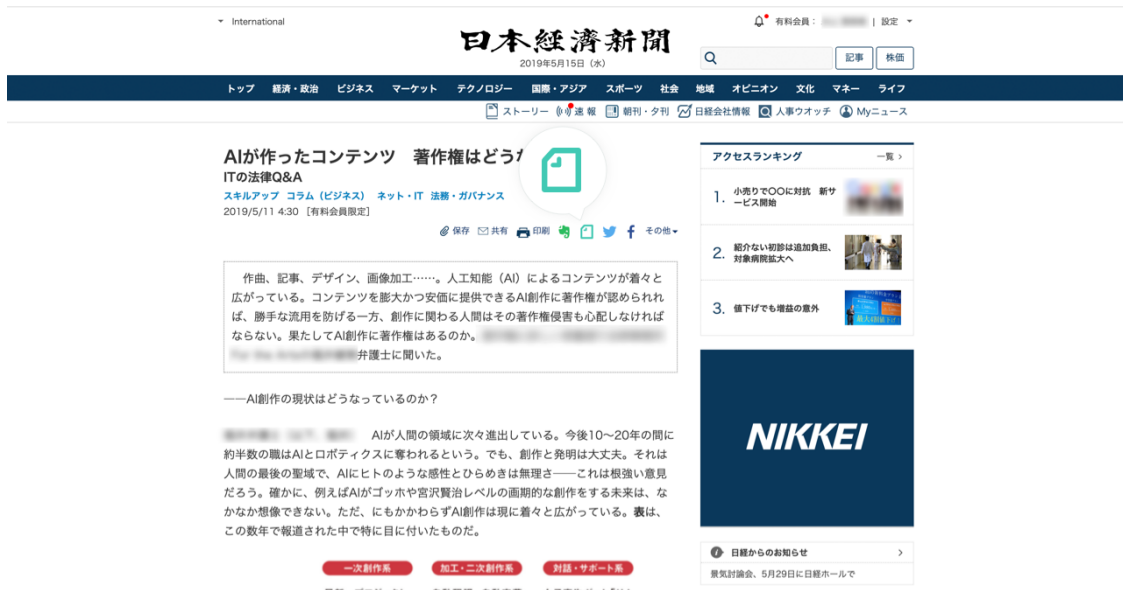 International
有料会員： | 設定
日本経済新聞
2019年5月15日（水）
記事 株価
トップ 経済・政治 ビジネス マーケット テクノロジー 国際・アジア スポーツ 社会 地域 オピニオン 文化 マネー ライフ
ストーリー 速報 朝刊・夕刊 日経会社情報 人事ウオッチ Myニュース
AIが作ったコンテンツ 著作権はどうな
ITの法律Q&A
スキルアップ コラム（ビジネス） ネット・IT 法務・ガバナンス
2019/5/11 4:30 ［有料会員限定］
保存 共有 印刷 その他
作曲、記事、デザイン、画像加工……。人工知能（AI）によるコンテンツが着々と
広がっている。コンテンツを膨大かつ安価に提供できるAI創作に著作権が認められれ
ば、勝手な流用を防げる一方、創作に関わる人間はその著作権侵害も心配しなければ
ならない。果たしてAI創作に著作権はあるのか。
弁護士に聞いた。
――AI創作の現状はどうなっているのか？
AIが人間の領域に次々進出している。今後10〜20年の間に
約半数の職はAIとロボティクスに奪われるという。でも、創作と発明は大丈夫。それは
人間の最後の聖域で、AIにヒトのような感性とひらめきは無理さ――これは根強い意見
だろう。確かに、例えばAIがゴッホや宮沢賢治レベルの画期的な創作をする未来は、な
かなか想像できない。ただ、にもかかわらずAI創作は現に着々と広がっている。表は、
この数年で報道された中で特に目に付いたものだ。
一次創作系 加工・二次創作系 対話・サポート系
アクセスランキング 一覧
1. 小売りで〇〇に対抗 新サ
ービス開始
2. 紹介ない初診は追加負担、
対象病院拡大へ
3. 値下げでも増益の意外
NIKKEI
日経からのお知らせ
景気討論会、5月29日に日経ホールで